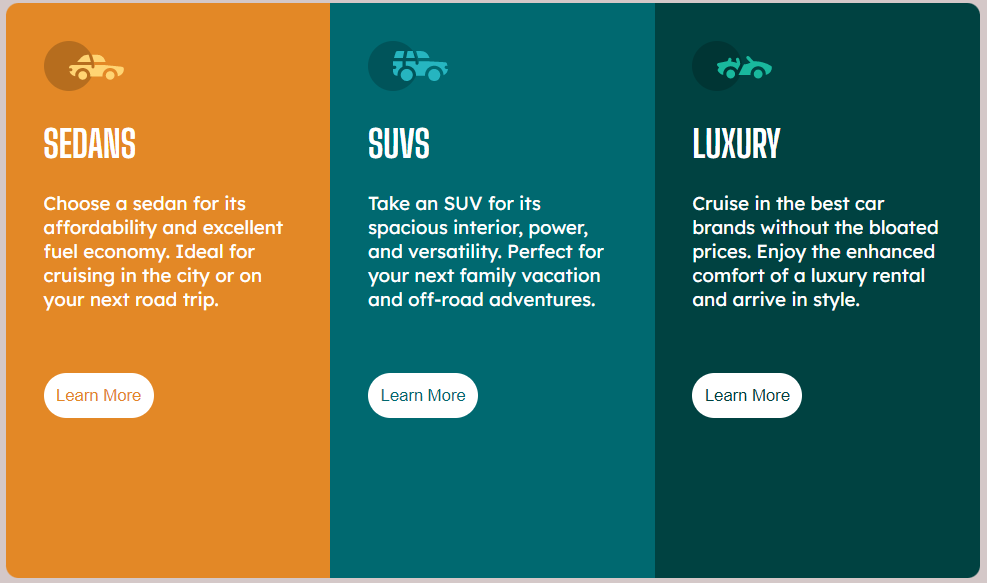 SEDANS
Choose a sedan for its
affordability and excellent
fuel economy. Ideal for
cruising in the city or on
your next road trip.
Learn More
SUVS
Take an SUV for its
spacious interior, power,
and versatility. Perfect for
your next family vacation
and off-road adventures.
Learn More
LUXURY
Cruise in the best car
brands without the bloated
prices. Enjoy the enhanced
comfort of a luxury rental
and arrive in style.
Learn More